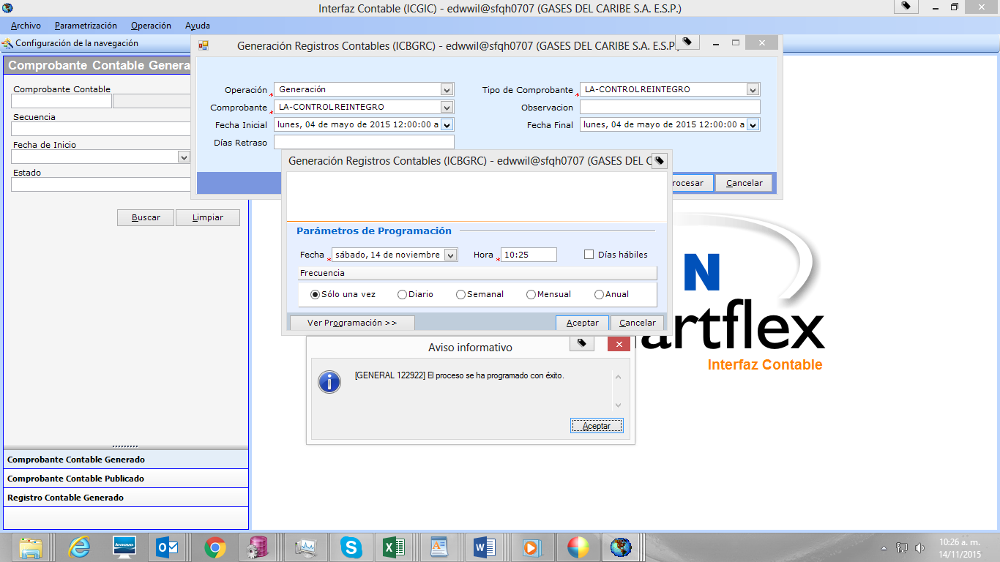 Interfaz Contable (ICGIC) - edwwil@sfqh0707 (GASES DEL CARIBE S.A. E.S.P.)
Archivo Parametrización Operación Ayuda
Configuración de la navegación
Comprobante Contable Genera
Comprobante Contable
Secuencia
Fecha de Inicio
Estado
Buscar Limpiar
Comprobante Contable Generado
Comprobante Contable Publicado
Registro Contable Generado
Generación Registros Contables (ICBGRC) - edwwil@sfqh0707 (GASES DEL CARIBE S.A. E.S.P.)
Operación * Generación Tipo de Comprobante * LA-CONTROL REINTEGRO
Comprobante * LA-CONTROL REINTEGRO Observacion
Fecha Inicial lunes, 04 de mayo de 2015 12:00:00 a Fecha Final lunes, 04 de mayo de 2015 12:00:00 a
Días Retraso
rocesar Cancelar
Generación Registros Contables (ICBGRC) - edwwil@sfqh0707 (GASES DEL C
Parámetros de Programación
Fecha * sábado, 14 de noviembre Hora * 10:25 Días hábiles
Frecuencia
Sólo una vez Diario Semanal Mensual Anual
Ver Programación >> Aceptar Cancelar
Aviso informativo
[GENERAL 122922] El proceso se ha programado con éxito.
Aceptar
N
artflex
Interfaz Contable
lenovo
10:26 a. m.
14/11/2015